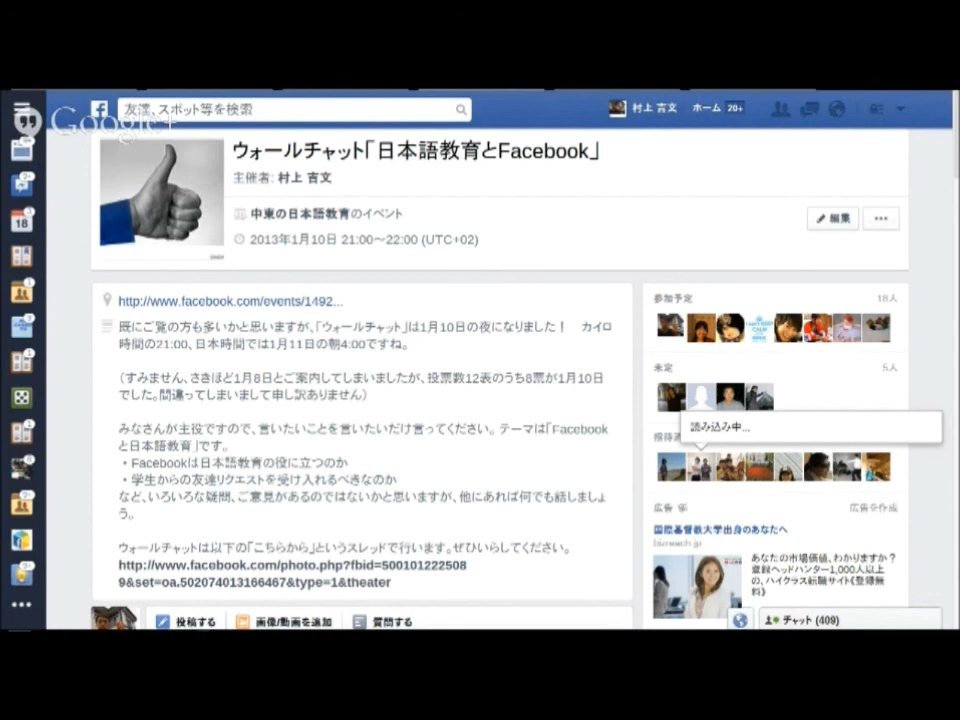 Google+
友達、スポット等を検索
村上 吉文 ホーム 20+
ウォールチャット「日本語教育とFacebook」
主催者: 村上 吉文
中東の日本語教育のイベント
編集
2013年1月10日 21:00～22:00 (UTC+02)
18
http://www.facebook.com/events/1492...
既にご覧の方も多いかと思いますが、「ウォールチャット」は1月10日の夜になりました！ カイロ
時間の21:00、日本時間では1月11日の朝4:00ですね。
（すみません、さきほど1月8日とご案内してしまいましたが、投票数12表のうち8票が1月10日
でした。間違ってしまいまして申し訳ありません）
みなさんが主役ですので、言いたいことを言いたいだけ言ってください。テーマは「Facebook
と日本語教育」です。
・Facebookは日本語教育の役に立つのか
・学生からの友達リクエストを受け入れるべきなのか
など、いろいろな疑問、ご意見があるのではないかと思いますが、他にあれば何でも話しましょ
う。
ウォールチャットは以下の「こちらから」というスレッドで行います。ぜひいらしてください。
http://www.facebook.com/photo.php?fbid=500101222508
9&set=oa.502074013166467&type=1&theater
投稿する 画像/動画を追加 質問する
参加予定 18人
未定 5人
読み込み中...
招待
広告 広告を作成
国際基督教大学出身のあなたへ
bizreach.jp
あなたの市場価値、わかりますか？
登録ヘッドハンター1,000人以上
の、ハイクラス転職サイト《登録無
料》
チャット (409)